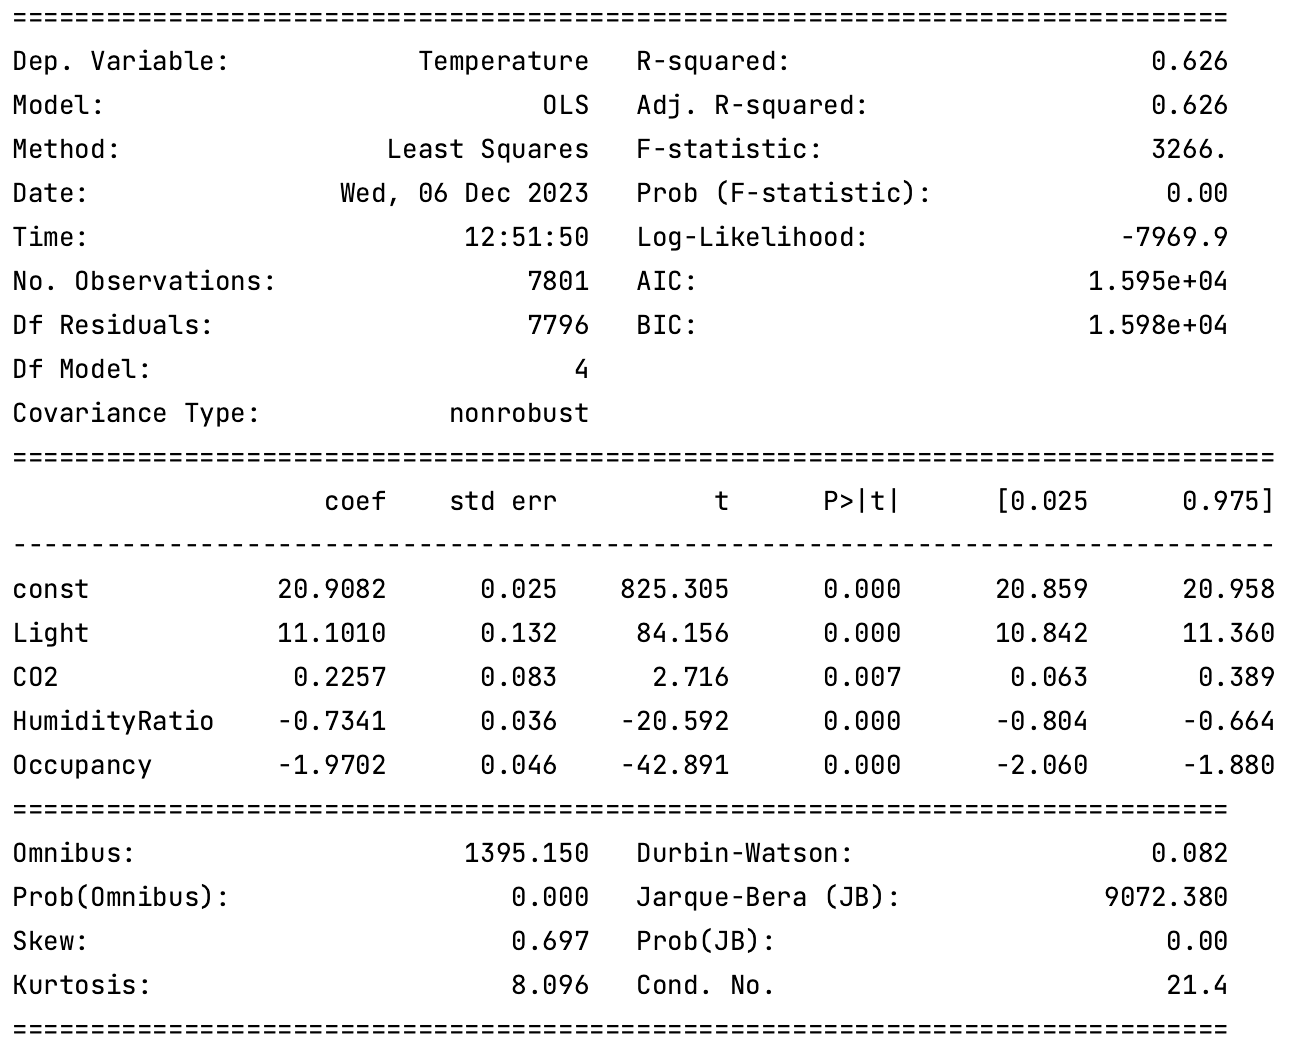 ==============================================================================
Dep. Variable:            Temperature   R-squared:                       0.626
Model:                            OLS   Adj. R-squared:                  0.626
Method:                 Least Squares   F-statistic:                     3266.
Date:                Wed, 06 Dec 2023   Prob (F-statistic):               0.00
Time:                        12:51:50   Log-Likelihood:                -7969.9
No. Observations:                7801   AIC:                         1.595e+04
Df Residuals:                    7796   BIC:                         1.598e+04
Df Model:                           4
Covariance Type:            nonrobust
=================================================================================
                    coef    std err          t      P>|t|      [0.025      0.975]
---------------------------------------------------------------------------------
const            20.9082      0.025    825.305      0.000      20.859      20.958
Light            11.1010      0.132     84.156      0.000      10.842      11.360
CO2               0.2257      0.083      2.716      0.007       0.063       0.389
HumidityRatio    -0.7341      0.036    -20.592      0.000      -0.804      -0.664
Occupancy        -1.9702      0.046    -42.891      0.000      -2.060      -1.880
==============================================================================
Omnibus:                     1395.150   Durbin-Watson:                   0.082
Prob(Omnibus):                  0.000   Jarque-Bera (JB):             9072.380
Skew:                           0.697   Prob(JB):                         0.00
Kurtosis:                       8.096   Cond. No.                         21.4
==============================================================================